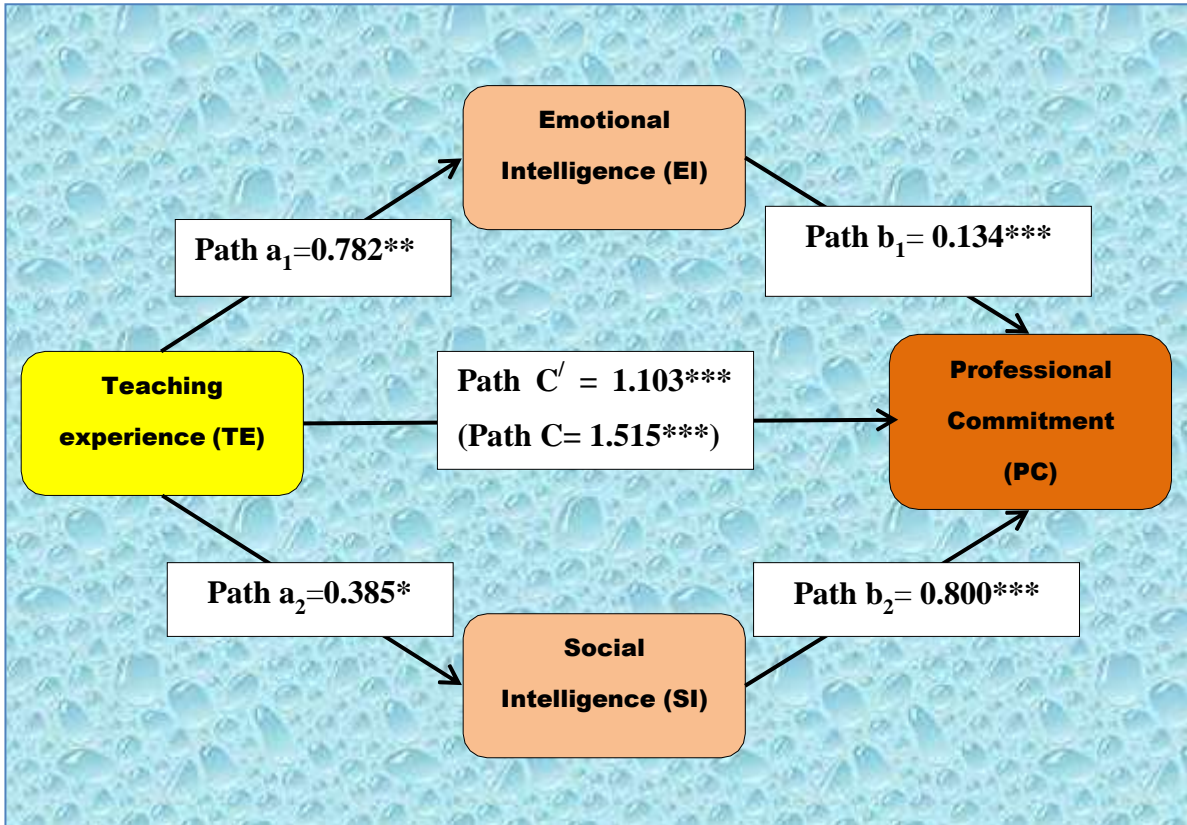 Emotional
Intelligence (EI)
Path a₁=0.782**
Path b₁= 0.134***
Teaching
experience (TE)
Path C/ = 1.103***
(Path C= 1.515***)
Professional
Commitment
(PC)
Path a₂=0.385*
Path b₂= 0.800***
Social
Intelligence (SI)